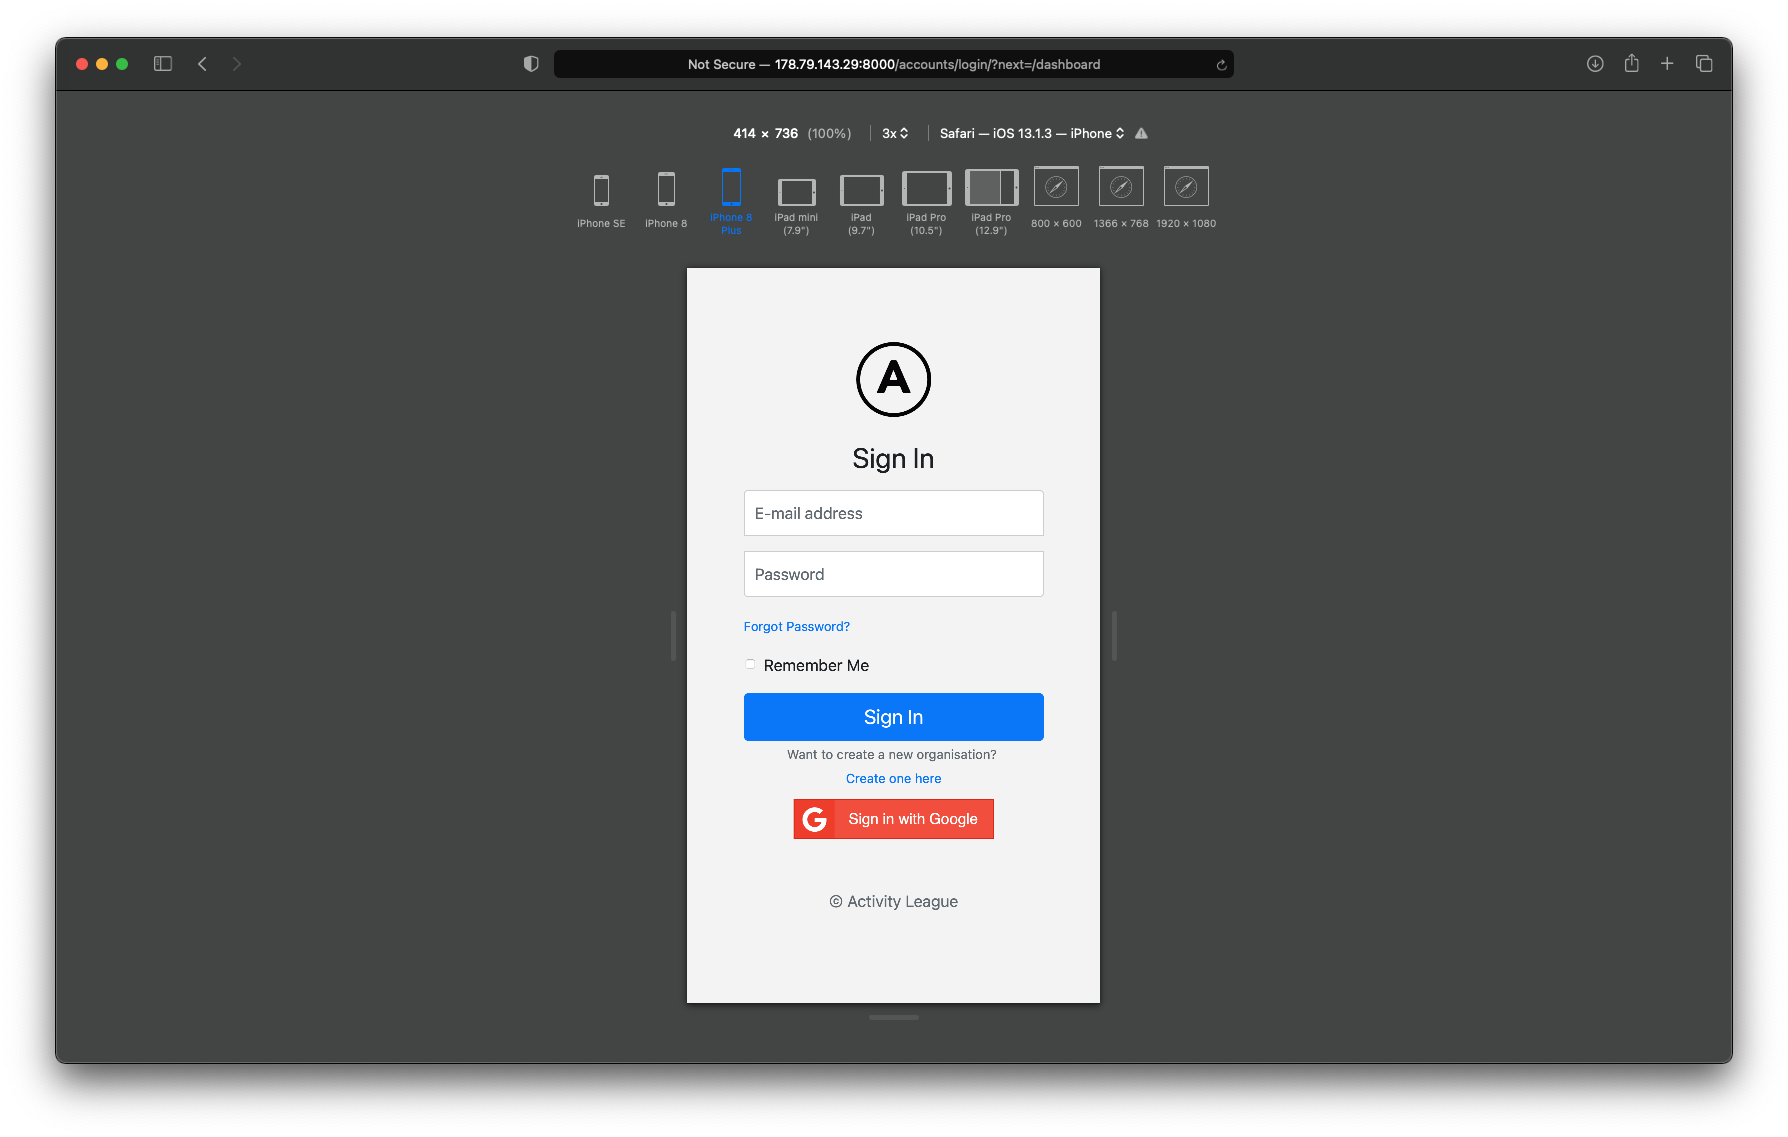 Not Secure — 178.79.143.29:8000/accounts/login/?next=/dashboard
414 × 736 (100%) 3x Safari — iOS 13.1.3 — iPhone
iPhone SE
iPhone 8
iPhone 8
Plus
iPad mini
(7.9")
iPad
(9.7")
iPad Pro
(10.5")
iPad Pro
(12.9")
800 × 600
1366 × 768
1920 × 1080
A
Sign In
E-mail address
Password
Forgot Password?
Remember Me
Sign In
Want to create a new organisation?
Create one here
G Sign in with Google
© Activity League